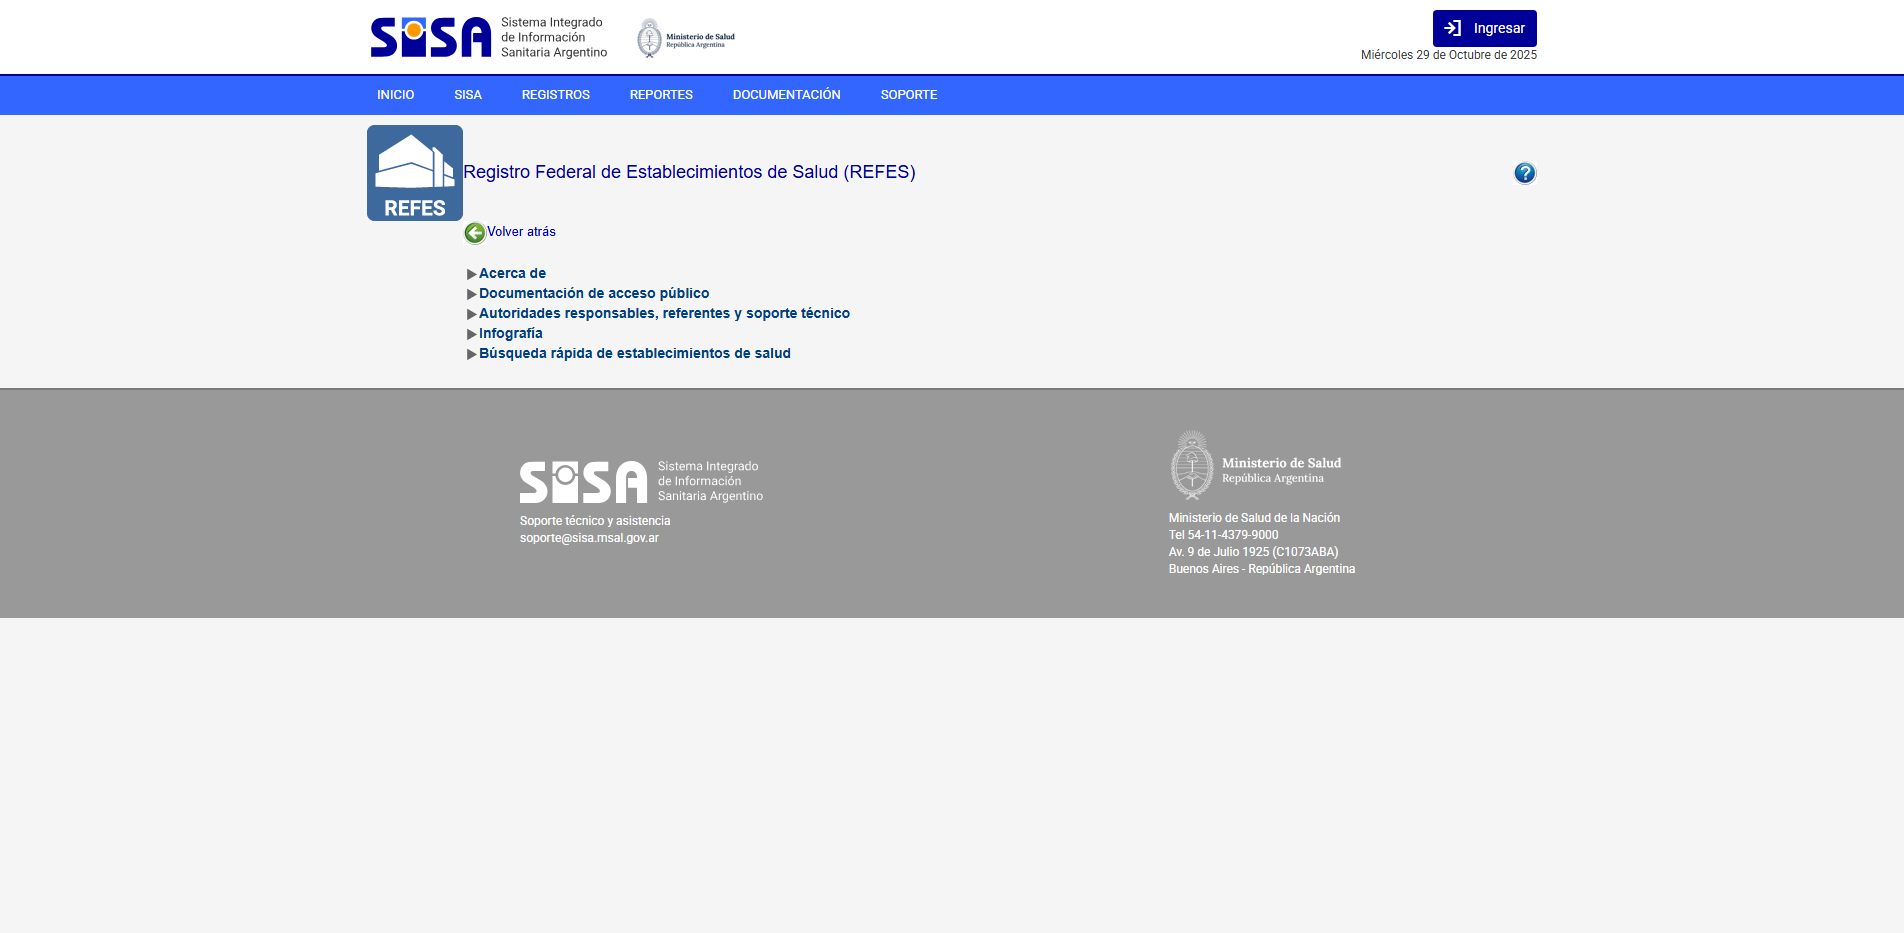 SISA
Sistema Integrado
de Información
Sanitaria Argentino
Ministerio de Salud
República Argentina
Ingresar
Miércoles 29 de Octubre de 2025
INICIO
SISA
REGISTROS
REPORTES
DOCUMENTACIÓN
SOPORTE
REFES
Registro Federal de Establecimientos de Salud (REFES)
?
Volver atrás
Acerca de
Documentación de acceso público
Autoridades responsables, referentes y soporte técnico
Infografía
Búsqueda rápida de establecimientos de salud
SISA
Sistema Integrado
de Información
Sanitaria Argentino
Soporte técnico y asistencia
soporte@sisa.msal.gov.ar
Ministerio de Salud
República Argentina
Ministerio de Salud de la Nación
Tel 54-11-4379-9000
Av. 9 de Julio 1925 (C1073ABA)
Buenos Aires - República Argentina